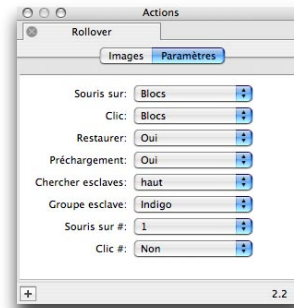 Actions
Rollover
Images Paramètres
Souris sur: Blocs
Clic: Blocs
Restaurer: Oui
Préchargement: Oui
Chercher esclaves: haut
Groupe esclave: Indigo
Souris sur #: 1
Clic #: Non
2.2